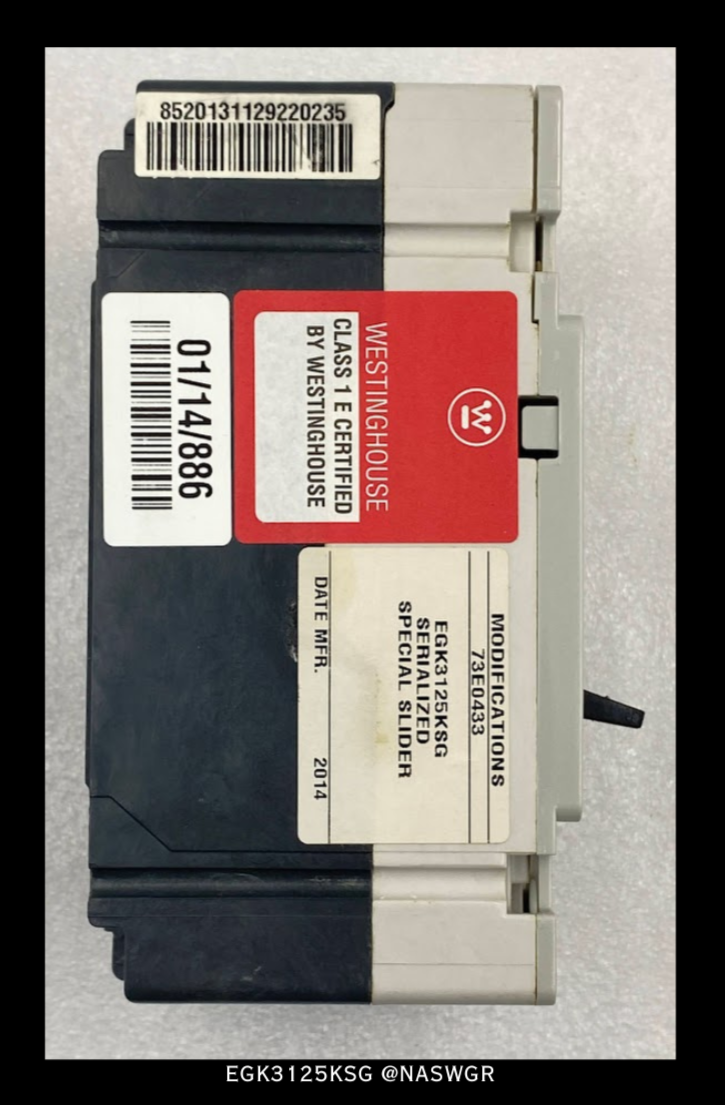 8520131129220235
01/14/886
WESTINGHOUSE
CLASS 1 E CERTIFIED
BY WESTINGHOUSE
MODIFICATIONS
73E0433
EGK3125KSG
SERIALIZED
SPECIAL SLIDER
DATE MFR. 2014
EGK3125KSG @NASWGR